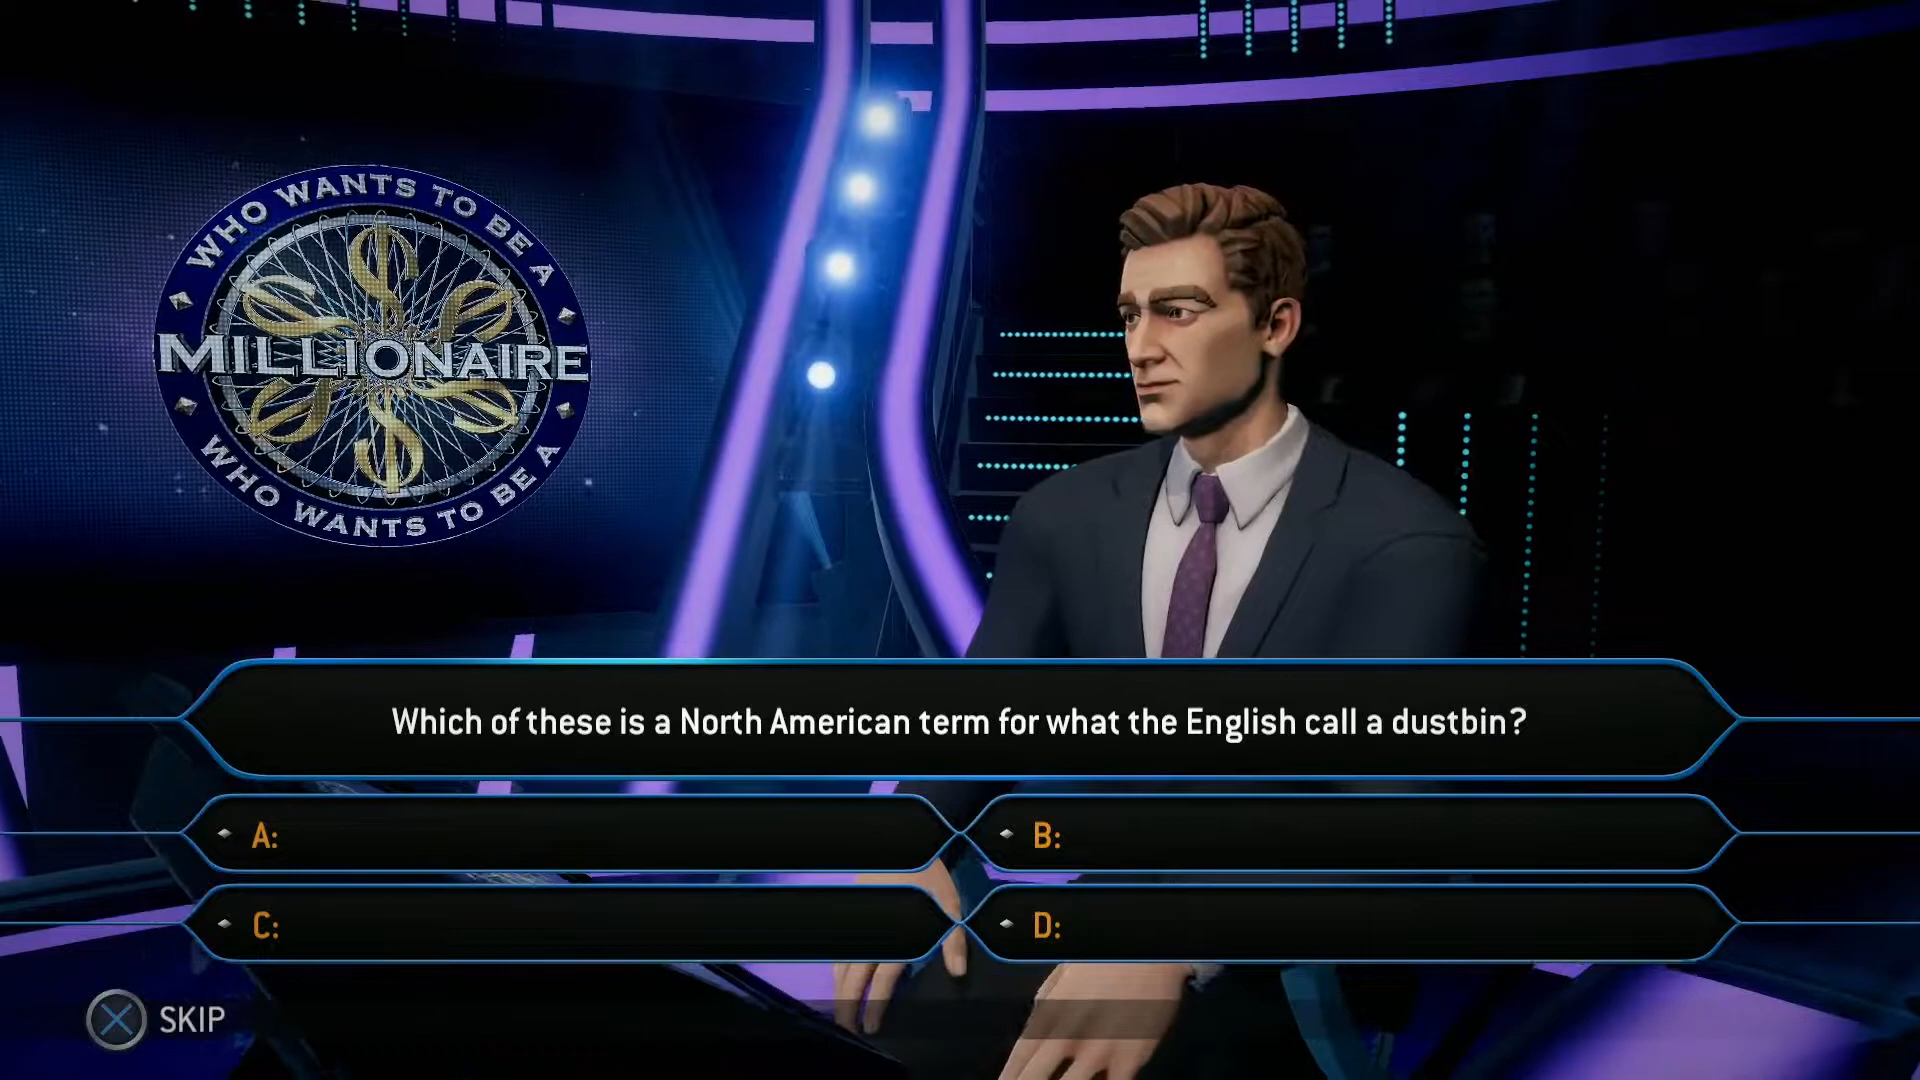 WHO WANTS TO BE A
MILLIONAIRE
WHO WANTS TO BE A
Which of these is a North American term for what the English call a dustbin?
A:
B:
C:
D:
SKIP